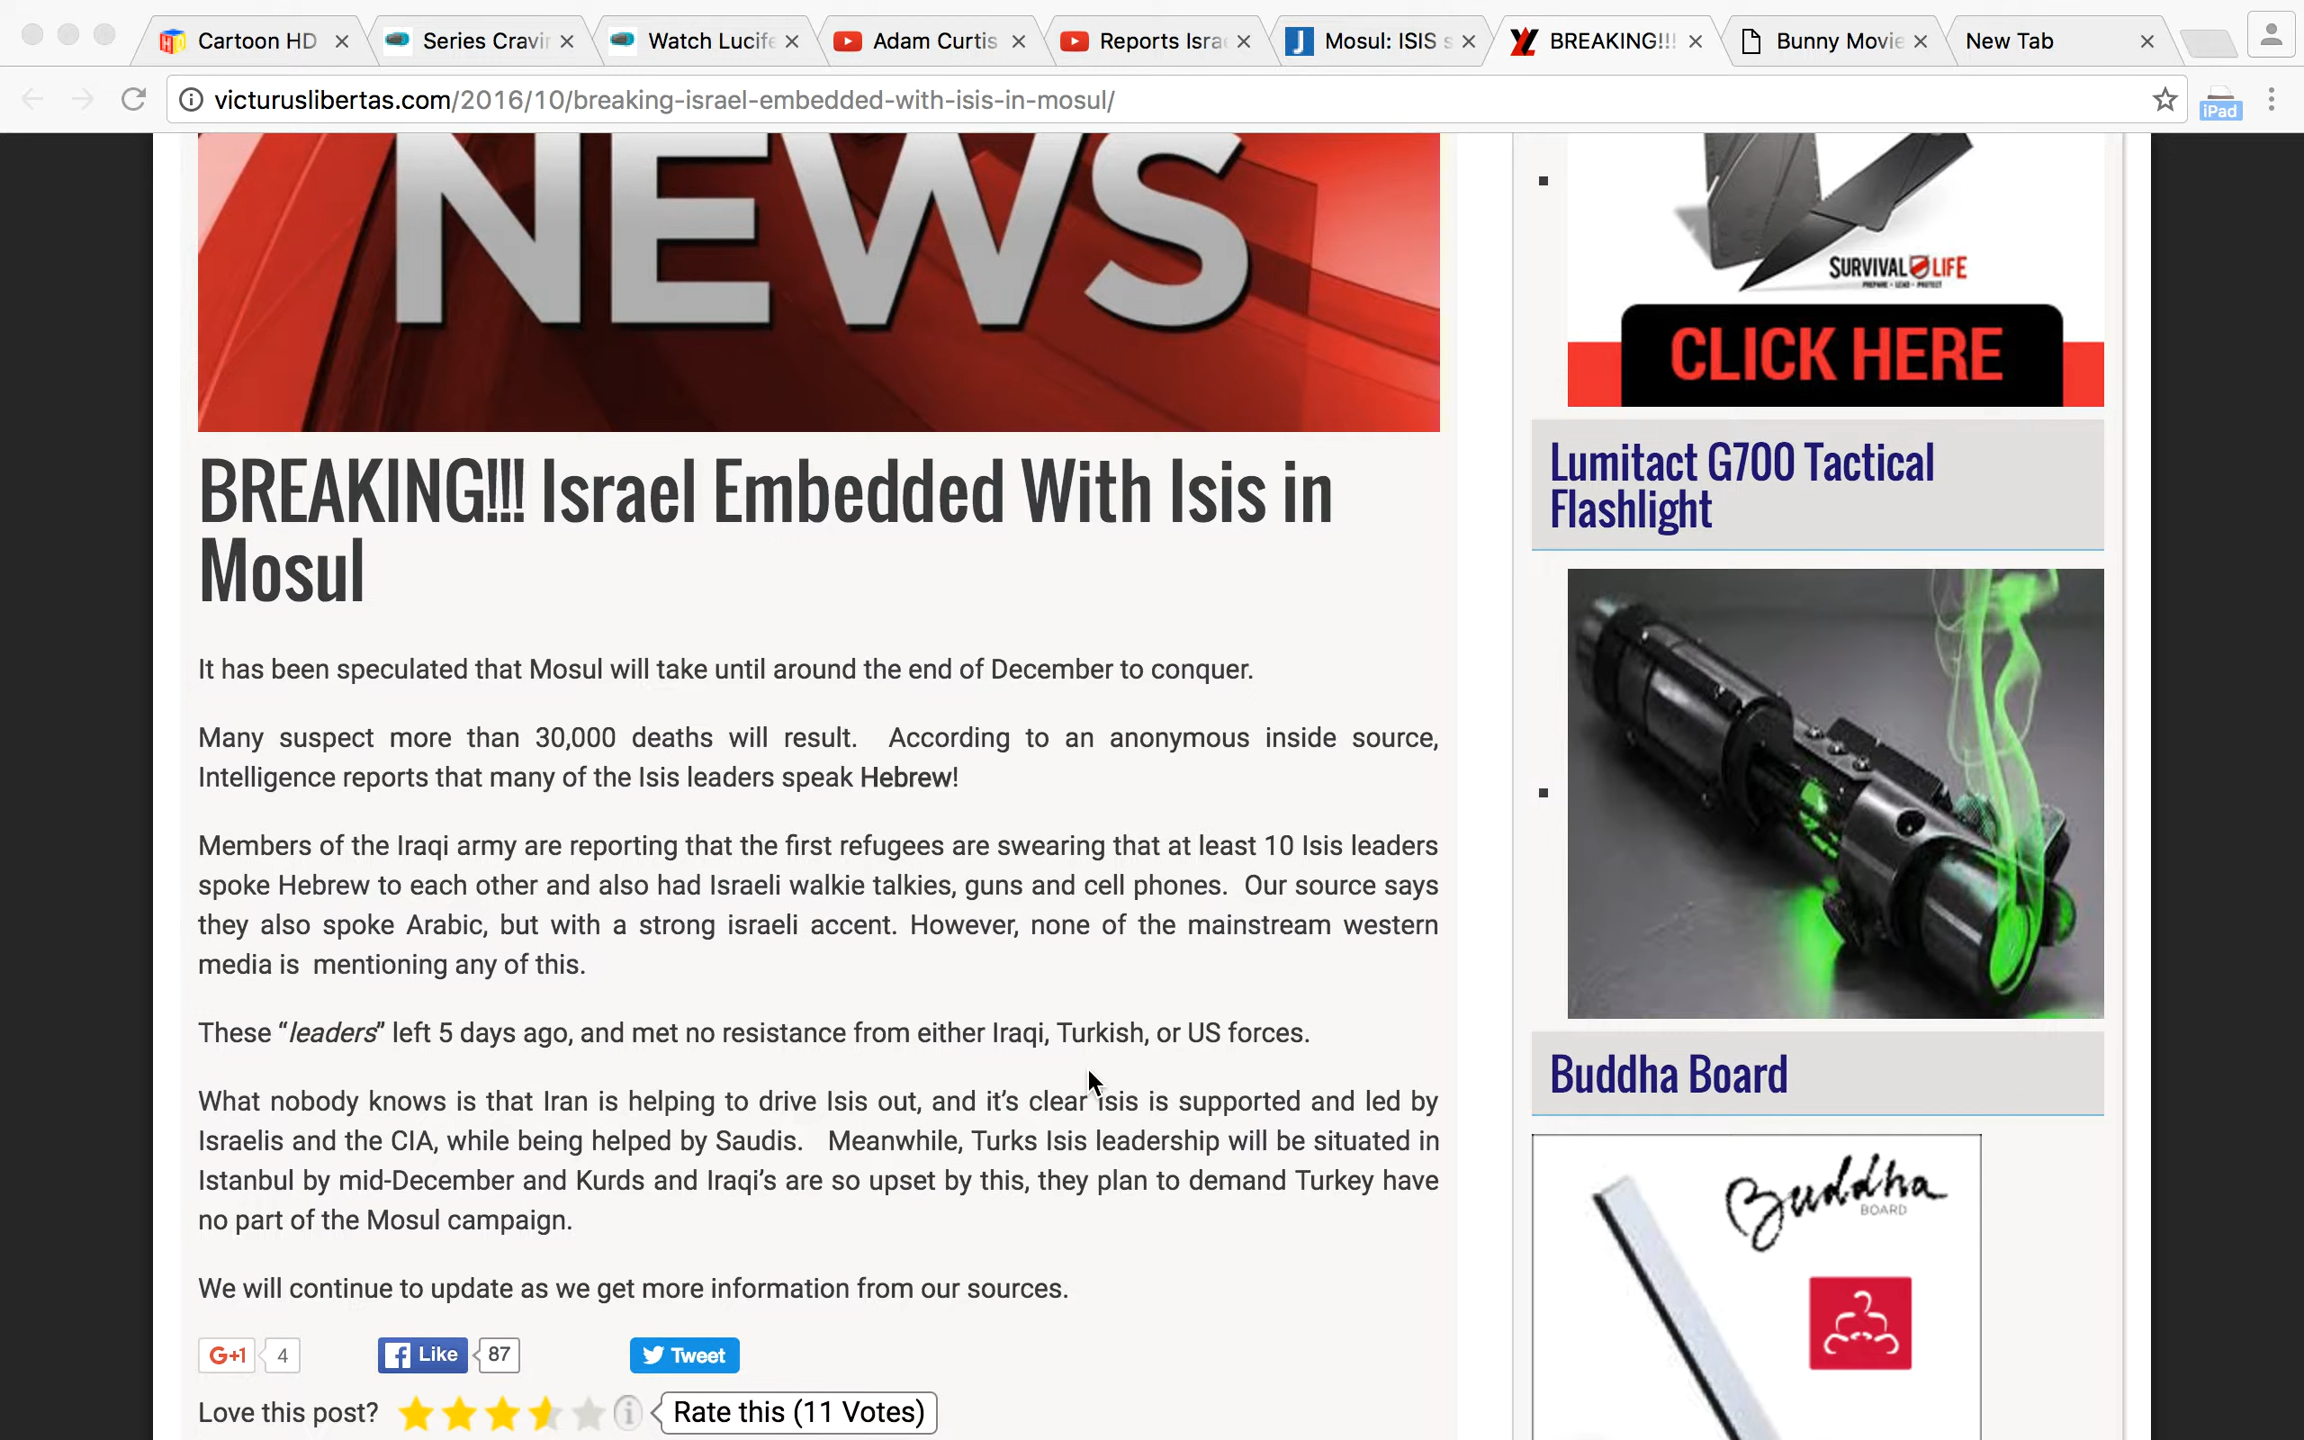 Cartoon HD
Series Cravin
Watch Lucife
Adam Curtis
Reports Isra
Mosul: ISIS s
BREAKING!!!
Bunny Movie
New Tab
victuruslibertas.com/2016/10/breaking-israel-embedded-with-isis-in-mosul/
iPad
NEWS
BREAKING!!! Israel Embedded With Isis in
Mosul
It has been speculated that Mosul will take until around the end of December to conquer.
Many suspect more than 30,000 deaths will result. According to an anonymous inside source,
Intelligence reports that many of the Isis leaders speak Hebrew!
Members of the Iraqi army are reporting that the first refugees are swearing that at least 10 Isis leaders
spoke Hebrew to each other and also had Israeli walkie talkies, guns and cell phones. Our source says
they also spoke Arabic, but with a strong israeli accent. However, none of the mainstream western
media is mentioning any of this.
These “leaders” left 5 days ago, and met no resistance from either Iraqi, Turkish, or US forces.
What nobody knows is that Iran is helping to drive Isis out, and it’s clear Isis is supported and led by
Israelis and the CIA, while being helped by Saudis. Meanwhile, Turks Isis leadership will be situated in
Istanbul by mid-December and Kurds and Iraqi’s are so upset by this, they plan to demand Turkey have
no part of the Mosul campaign.
We will continue to update as we get more information from our sources.
G+1 4
Like 87
Tweet
Love this post?
Rate this (11 Votes)
SURVIVAL LIFE
PREPARE • LEAD • PROTECT
CLICK HERE
Lumitact G700 Tactical
Flashlight
Buddha Board
Buddha
BOARD